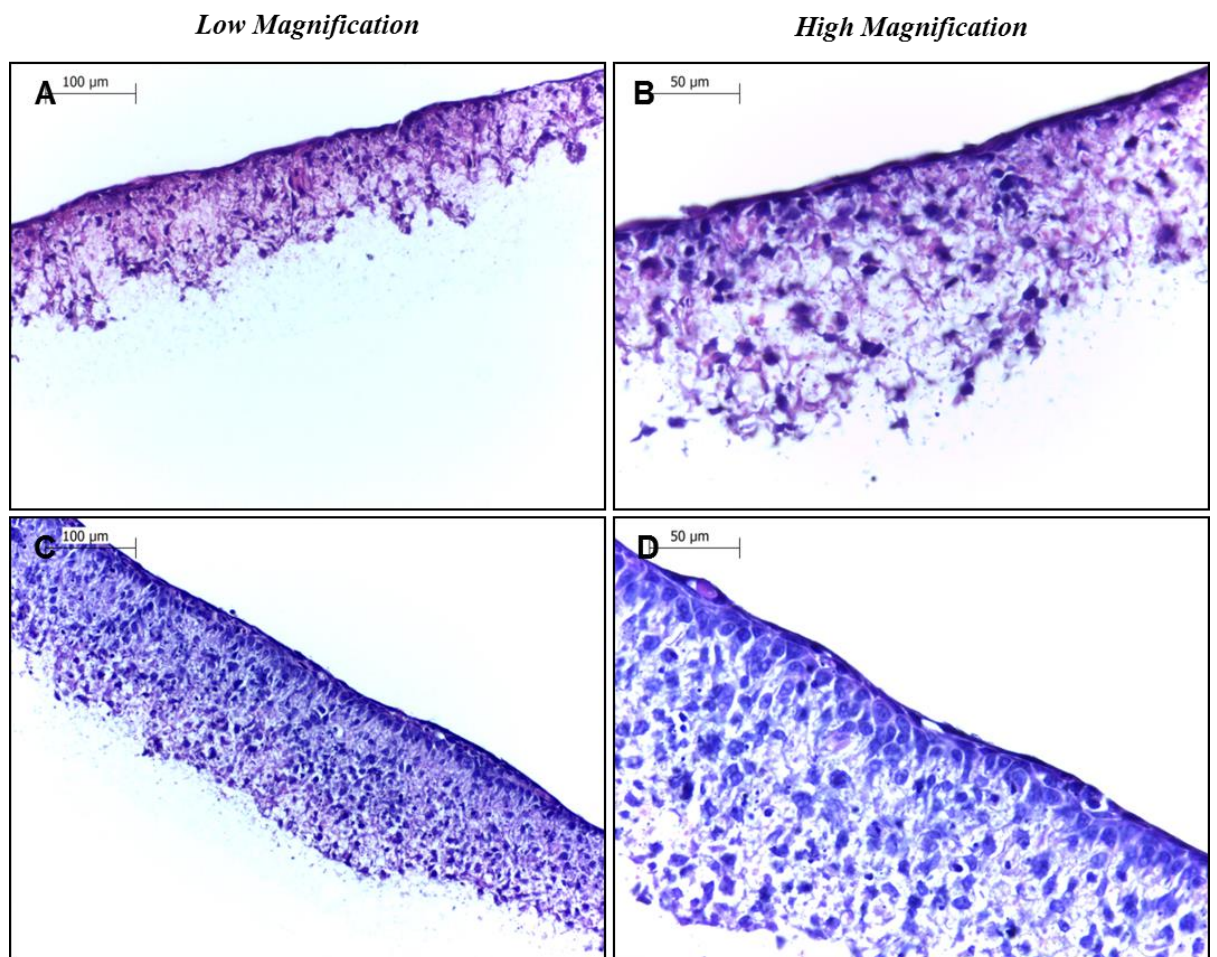 Low Magnification
High Magnification
A 100 μm
B 50 μm
C 100 μm
D 50 μm